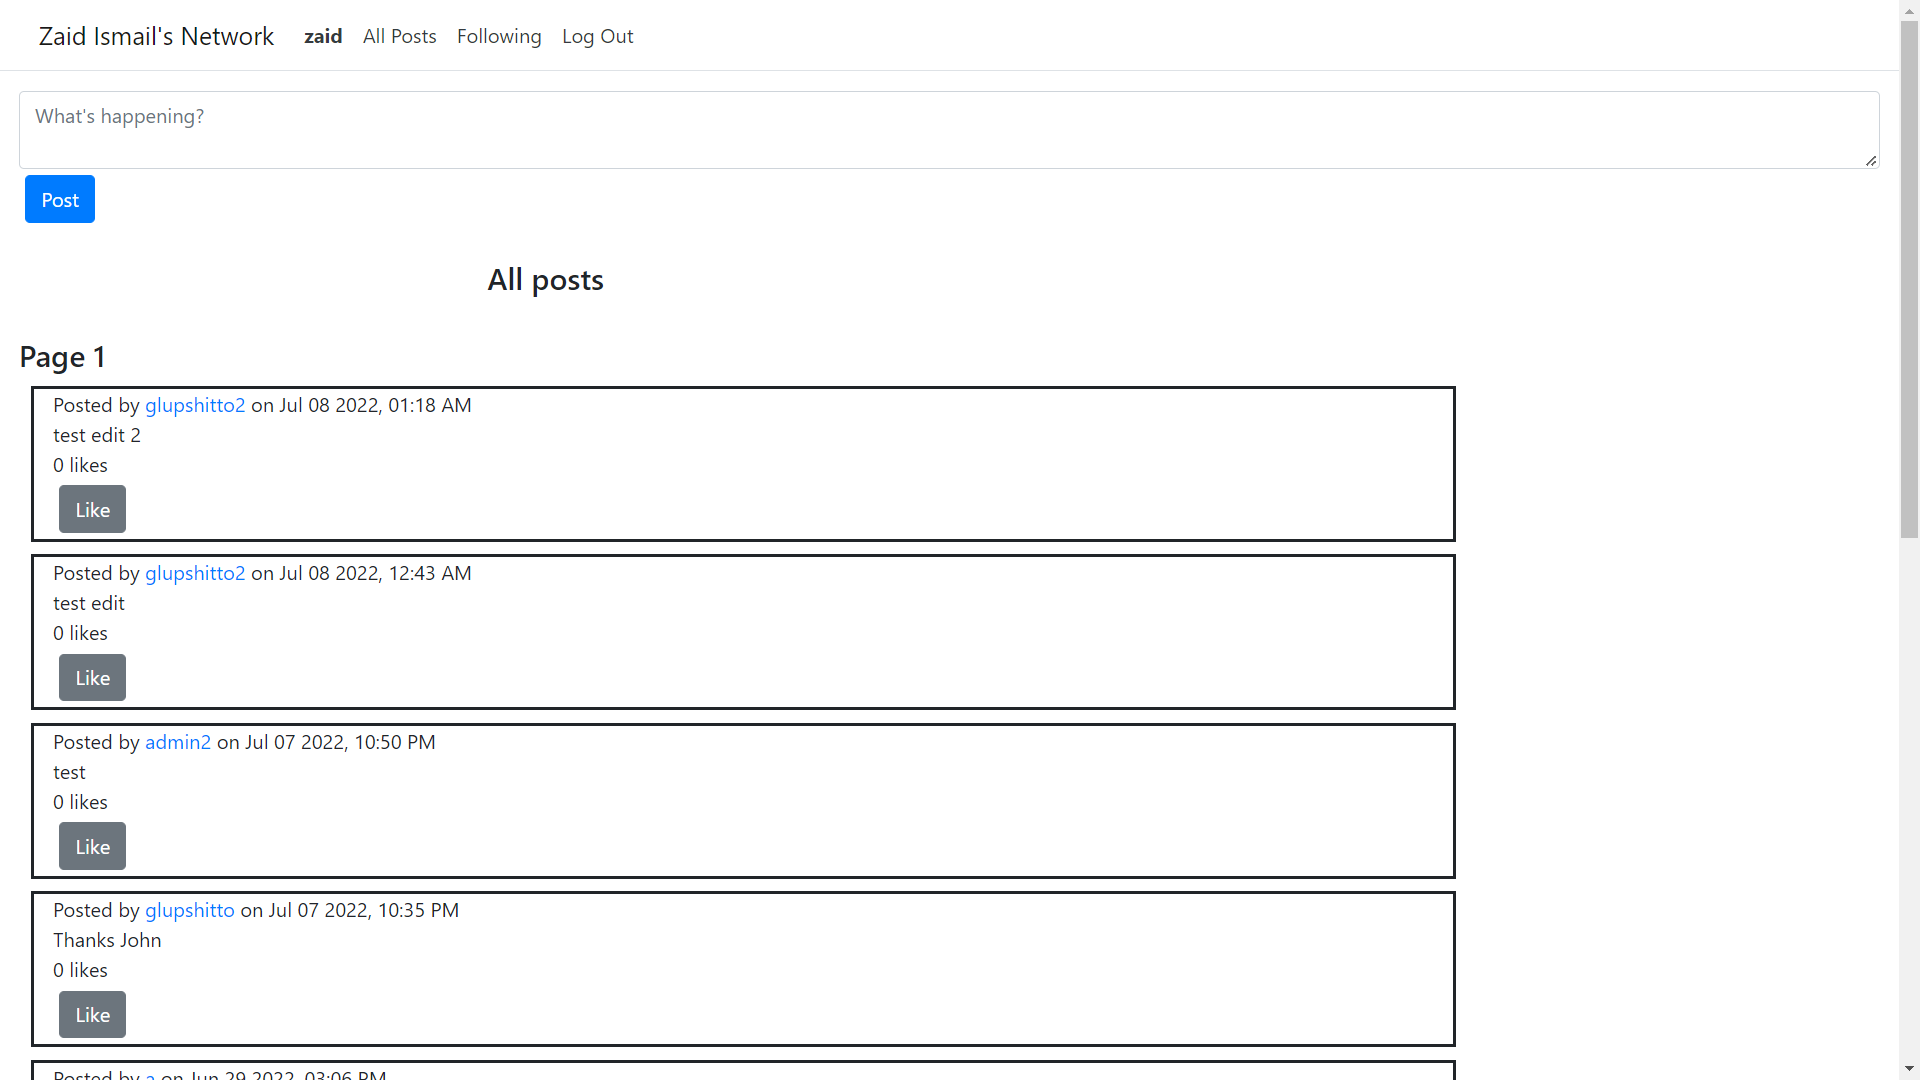 Zaid Ismail's Network zaid All Posts Following Log Out
What's happening?
Post
All posts
Page 1
Posted by glupshitto2 on Jul 08 2022, 01:18 AM
test edit 2
0 likes
Like
Posted by glupshitto2 on Jul 08 2022, 12:43 AM
test edit
0 likes
Like
Posted by admin2 on Jul 07 2022, 10:50 PM
test
0 likes
Like
Posted by glupshitto on Jul 07 2022, 10:35 PM
Thanks John
0 likes
Like
Posted by a on Jun 29 2022, 03:06 PM